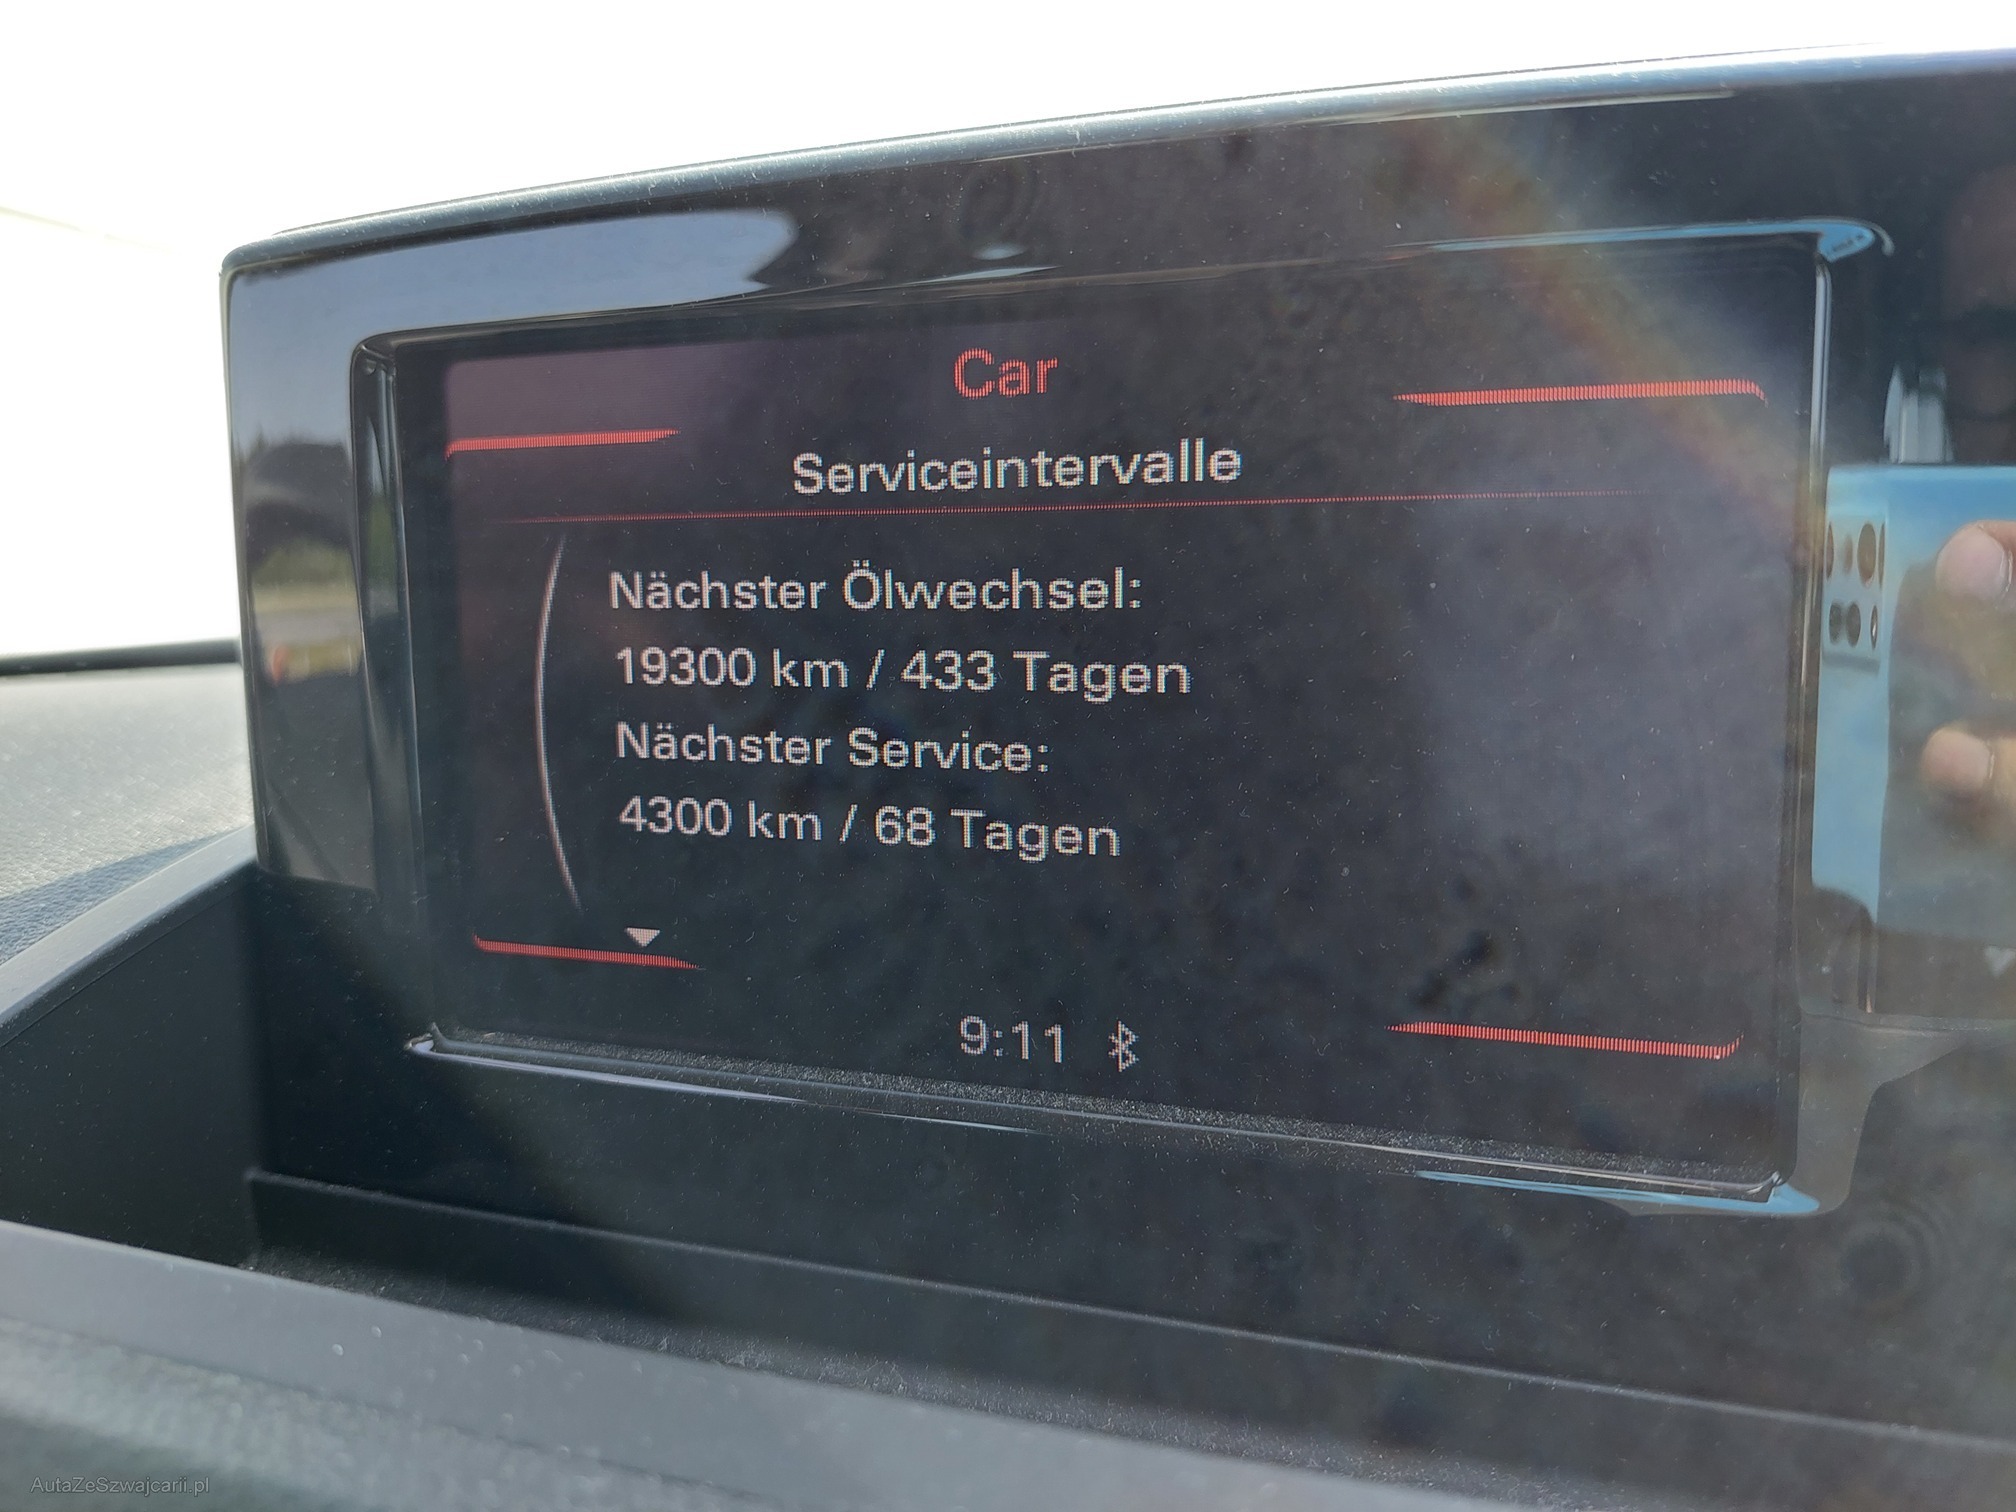 Car
Serviceintervalle
Nächster Ölwechsel:
19300 km / 433 Tagen
Nächster Service:
4300 km / 68 Tagen
9:11
AutaZeSzwajcarii.pl